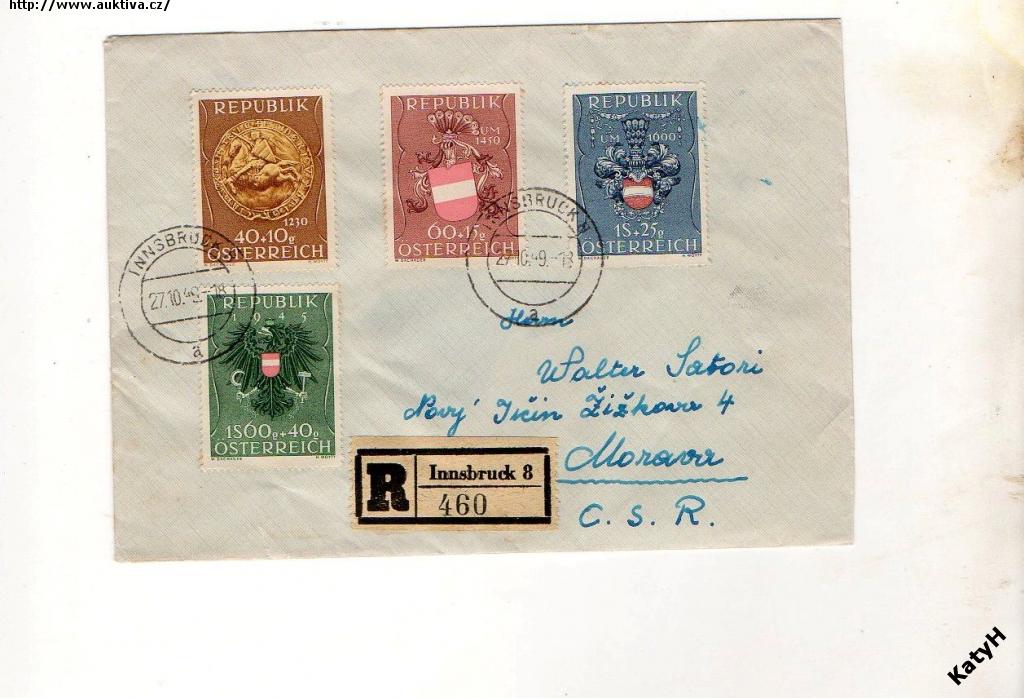 http://www.auktiva.cz/
REPUBLIK
1230
40+10g
ÖSTERREICH
REPUBLIK
UM
1450
60+15g
ÖSTERREICH
REPUBLIK
UM 1600
1S+25g
ÖSTERREICH
INNSBRUCK
27.10.49.-18
a
INNSBRUCK
27.10.49.-18
a
REPUBLIK
1945
1S60g+40g
ÖSTERREICH
Herrn
Walter Satori
Nový Jičín Žižkova 4
Morava
C. S. R.
R
Innsbruck 8
460
KatyH